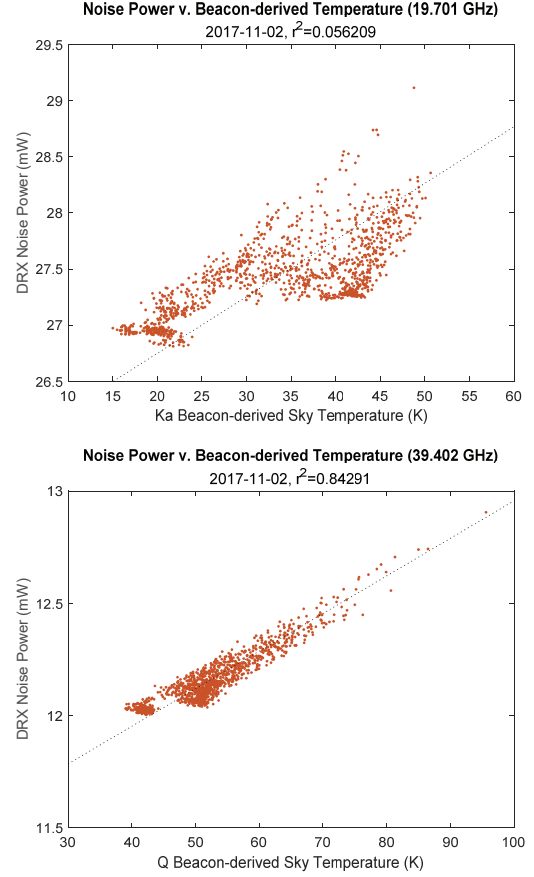 Noise Power v. Beacon-derived Temperature (19.701 GHz)
2017-11-02, r²=0.056209
29.5
29
28.5
28
27.5
27
26.5
DRX Noise Power (mW)
10 15 20 25 30 35 40 45 50 55 60
Ka Beacon-derived Sky Temperature (K)
Noise Power v. Beacon-derived Temperature (39.402 GHz)
2017-11-02, r²=0.84291
13
12.5
12
11.5
DRX Noise Power (mW)
30 40 50 60 70 80 90 100
Q Beacon-derived Sky Temperature (K)